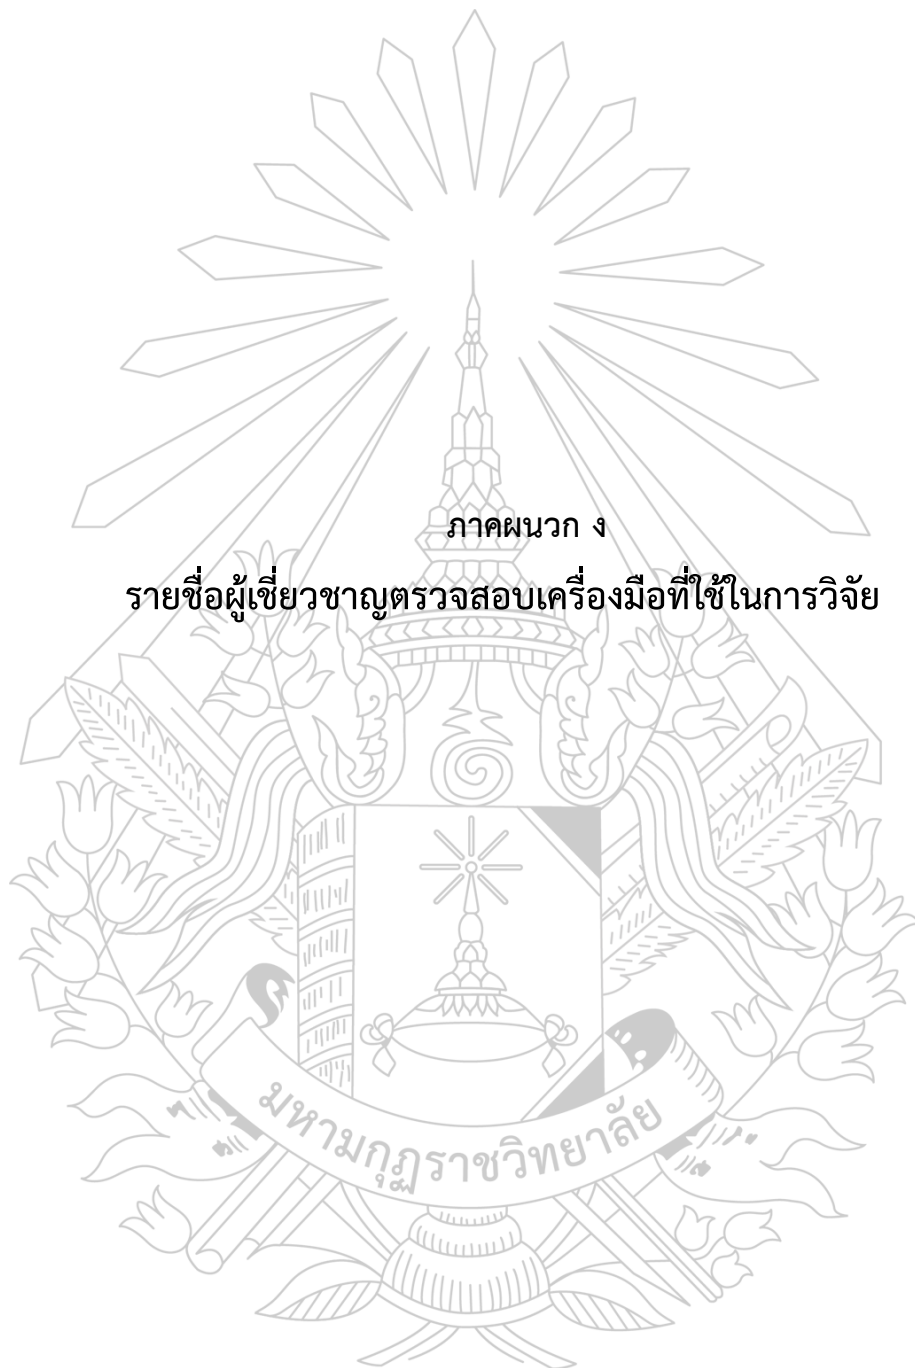 ภาคผนวก ง
รายชื่อผู้เชี่ยวชาญตรวจสอบเครื่องมือที่ใช้ในการวิจัย
มหามกุฏราชวิทยาลัย